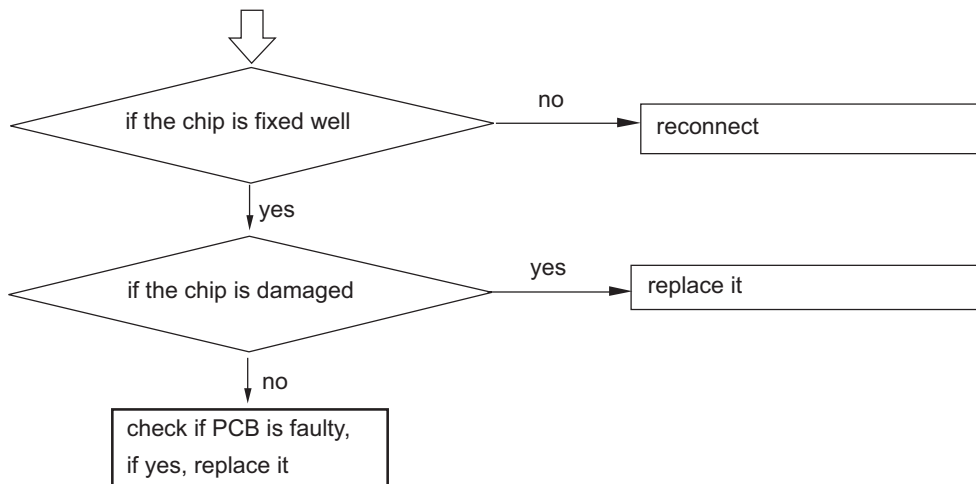 if the chip is fixed well
no
reconnect
yes
if the chip is damaged
yes
replace it
no
check if PCB is faulty,
if yes, replace it